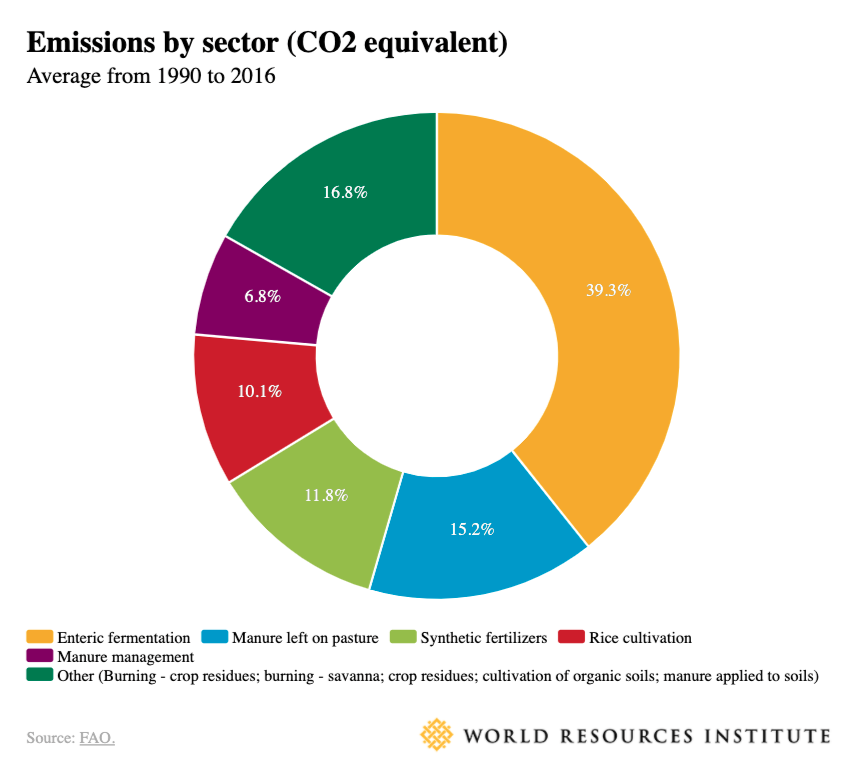 Emissions by sector (CO2 equivalent)
Average from 1990 to 2016
16.8%
39.3%
6.8%
10.1%
11.8%
15.2%
Enteric fermentation Manure left on pasture Synthetic fertilizers Rice cultivation
Manure management
Other (Burning - crop residues; burning - savanna; crop residues; cultivation of organic soils; manure applied to soils)
Source: FAO.
WORLD RESOURCES INSTITUTE